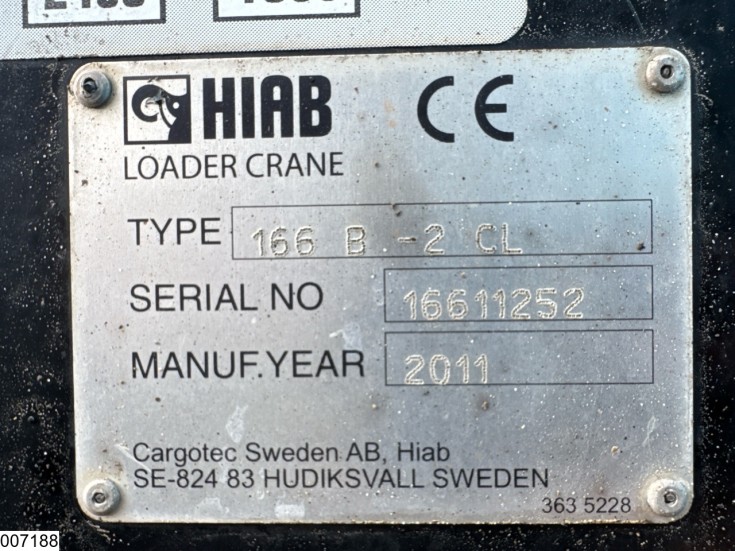 HIAB CE
LOADER CRANE
TYPE 166 B -2 CL
SERIAL NO 16611252
MANUF.YEAR 2011
Cargotec Sweden AB, Hiab
SE-824 83 HUDIKSVALL SWEDEN
363 5228
007188